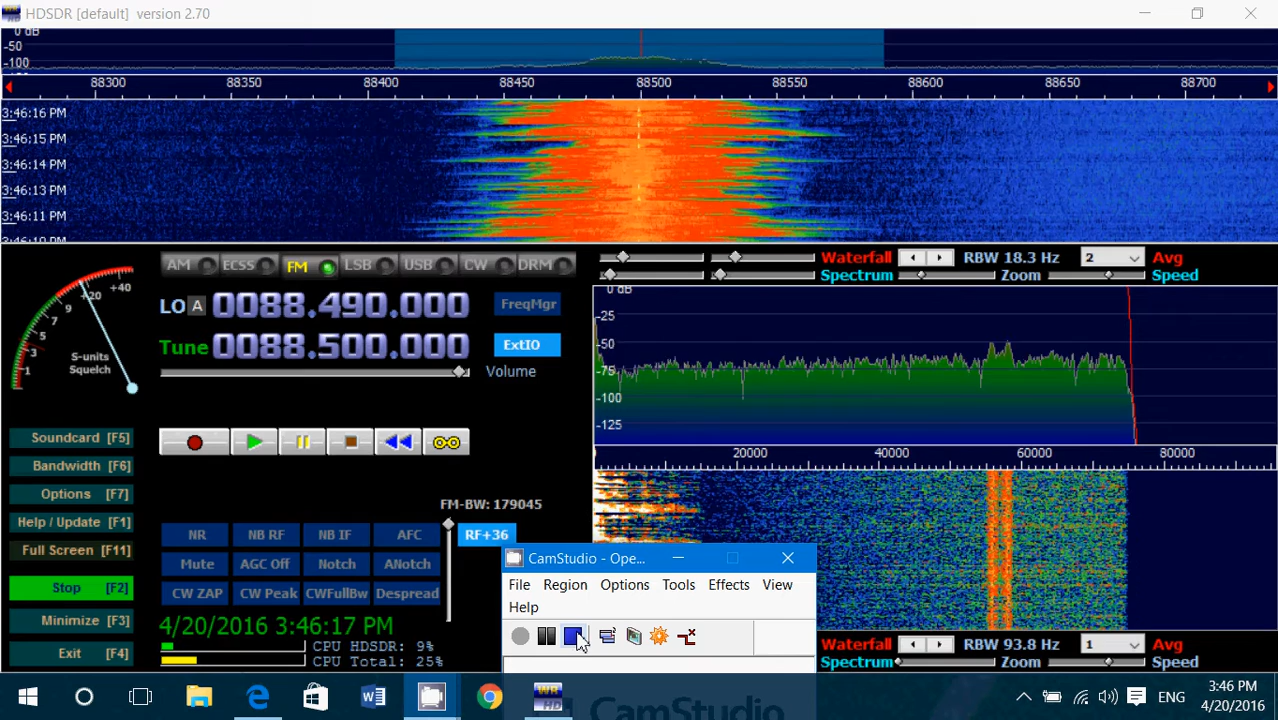 HDSDR [default] version 2.70
0 dB
-50
-100
88300 88350 88400 88450 88500 88550 88600 88650 88700
3:46:16 PM
3:46:15 PM
3:46:14 PM
3:46:13 PM
3:46:11 PM
3:46:10 PM
+40
+20
9
7
5
3
1
S-units
Squelch
AM ECSS FM LSB USB CW DRM
LO A 0088.490.000 FreqMgr
Tune 0088.500.000 ExtIO
Volume
Waterfall RBW 18.3 Hz 2 Avg
Spectrum Zoom Speed
0 dB
-25
-50
-75
-100
-125
20000 40000 60000 80000
Soundcard [F5]
Bandwidth [F6]
Options [F7]
Help / Update [F1]
Full Screen [F11]
Stop [F2]
Minimize [F3]
Exit [F4]
FM-BW: 179045
NR NB RF NB IF AFC RF+36
Mute AGC Off Notch ANotch
CW ZAP CW Peak CWFullBw Despread
4/20/2016 3:46:17 PM
CPU HDSDR: 9%
CPU Total: 25%
CamStudio - Ope...
File Region Options Tools Effects View
Help
CamStudio
Waterfall RBW 93.8 Hz 1 Avg
Spectrum Zoom Speed
WR
HD
ENG
3:46 PM
4/20/2016